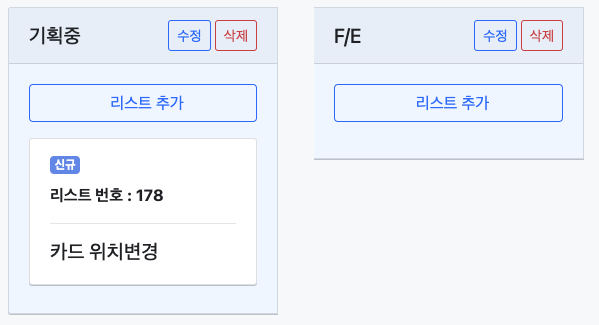 기획중 수정 삭제
리스트 추가
신규
리스트 번호 : 178
카드 위치변경
F/E 수정 삭제
리스트 추가